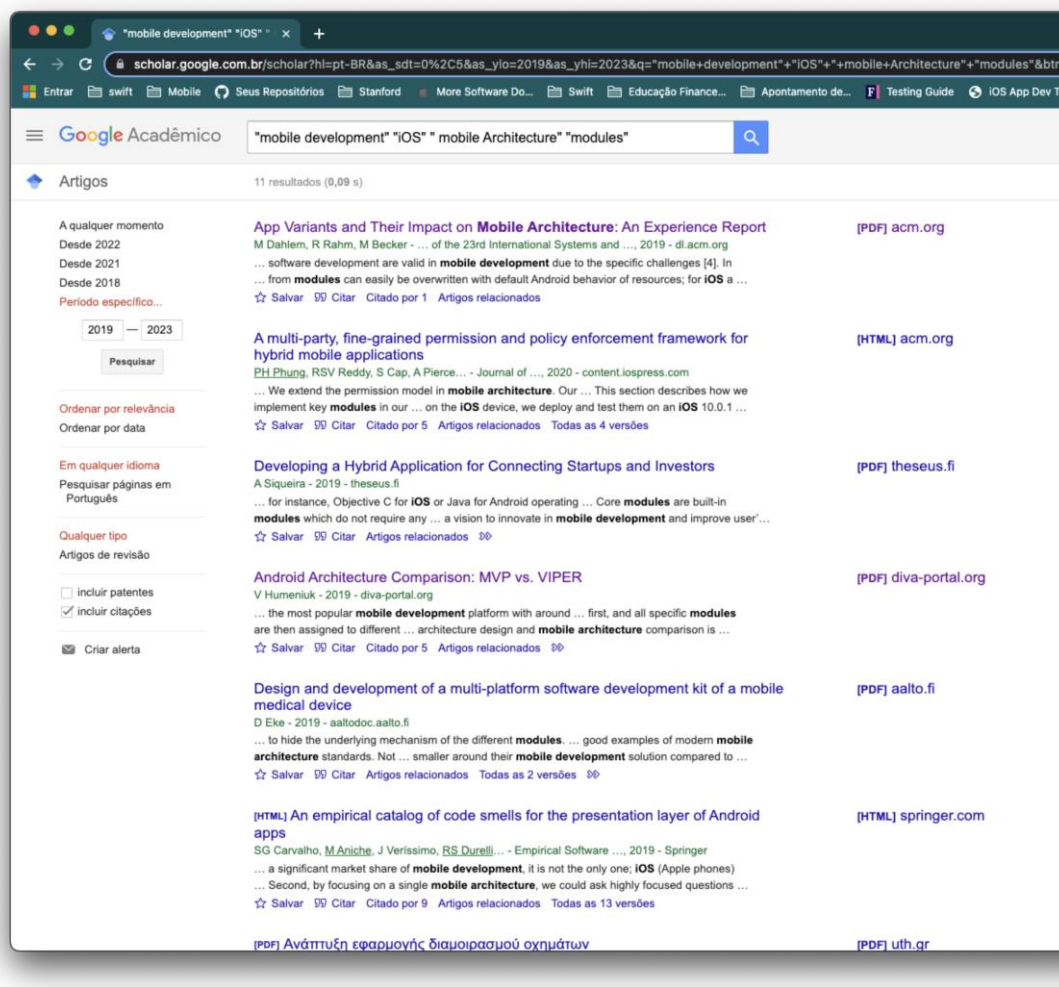 "mobile development" "iOS" "
scholar.google.com.br/scholar?hl=pt-BR&as_sdt=0%2C5&as_ylo=2019&as_yhi=2023&q="mobile+development"+"iOS"+"+mobile+Architecture"+"modules"&btn
Entrar swift Mobile Seus Repositórios Stanford More Software Do... Swift Educação Finance... Apontamento de... Testing Guide iOS App Dev T
Google Acadêmico
"mobile development" "iOS" " mobile Architecture" "modules"
Artigos
11 resultados (0,09 s)
A qualquer momento
Desde 2022
Desde 2021
Desde 2018
Período específico...
2019 — 2023
Pesquisar
Ordenar por relevância
Ordenar por data
Em qualquer idioma
Pesquisar páginas em
Português
Qualquer tipo
Artigos de revisão
incluir patentes
incluir citações
Criar alerta
App Variants and Their Impact on Mobile Architecture: An Experience Report
[PDF] acm.org
M Dahlem, R Rahm, M Becker - … of the 23rd International Systems and …, 2019 - dl.acm.org
… software development are valid in mobile development due to the specific challenges [4]. In
… from modules can easily be overwritten with default Android behavior of resources; for iOS a …
Salvar Citar Citado por 1 Artigos relacionados
A multi-party, fine-grained permission and policy enforcement framework for
hybrid mobile applications
[HTML] acm.org
PH Phung, RSV Reddy, S Cap, A Pierce… - Journal of …, 2020 - content.iospress.com
… We extend the permission model in mobile architecture. Our … This section describes how we
implement key modules in our … on the iOS device, we deploy and test them on an iOS 10.0.1 …
Salvar Citar Citado por 5 Artigos relacionados Todas as 4 versões
Developing a Hybrid Application for Connecting Startups and Investors
[PDF] theseus.fi
A Siqueira - 2019 - theseus.fi
… for instance, Objective C for iOS or Java for Android operating … Core modules are built-in
modules which do not require any … a vision to innovate in mobile development and improve user'…
Salvar Citar Artigos relacionados
Android Architecture Comparison: MVP vs. VIPER
[PDF] diva-portal.org
V Humeniuk - 2019 - diva-portal.org
… the most popular mobile development platform with around … first, and all specific modules
are then assigned to different … architecture design and mobile architecture comparison is …
Salvar Citar Citado por 5 Artigos relacionados
Design and development of a multi-platform software development kit of a mobile
medical device
[PDF] aalto.fi
D Eke - 2019 - aaltodoc.aalto.fi
… to hide the underlying mechanism of the different modules. … good examples of modern mobile
architecture standards. Not … smaller around their mobile development solution compared to …
Salvar Citar Artigos relacionados Todas as 2 versões
[HTML] An empirical catalog of code smells for the presentation layer of Android
apps
[HTML] springer.com
SG Carvalho, M Aniche, J Veríssimo, RS Durelli… - Empirical Software …, 2019 - Springer
… a significant market share of mobile development, it is not the only one; iOS (Apple phones)
… Second, by focusing on a single mobile architecture, we could ask highly focused questions …
Salvar Citar Citado por 9 Artigos relacionados Todas as 13 versões
[PDF] Ανάπτυξη εφαρμογής διαμοιρασμού οχημάτων
[PDF] uth.gr